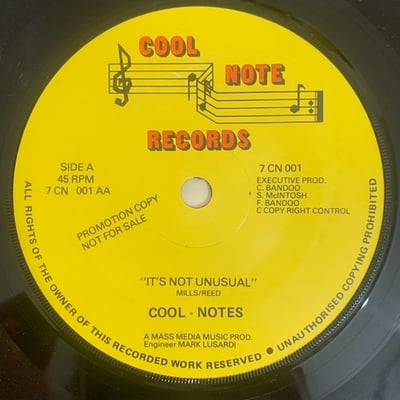 COOL
NOTE
RECORDS
SIDE A
45 RPM
7 CN 001 AA
7 CN 001
EXECUTIVE PROD.
C. BANDOO
S. McINTOSH
F. BANDOO
C COPY RIGHT CONTROL
PROMOTION COPY
NOT FOR SALE
"IT'S NOT UNUSUAL"
MILLS/REED
COOL - NOTES
A MASS MEDIA MUSIC PROD.
Engineer MARK LUSARDI
ALL RIGHTS OF THE OWNER OF THIS RECORDED WORK RESERVED ● UNAUTHORISED COPYING PROHIBITED